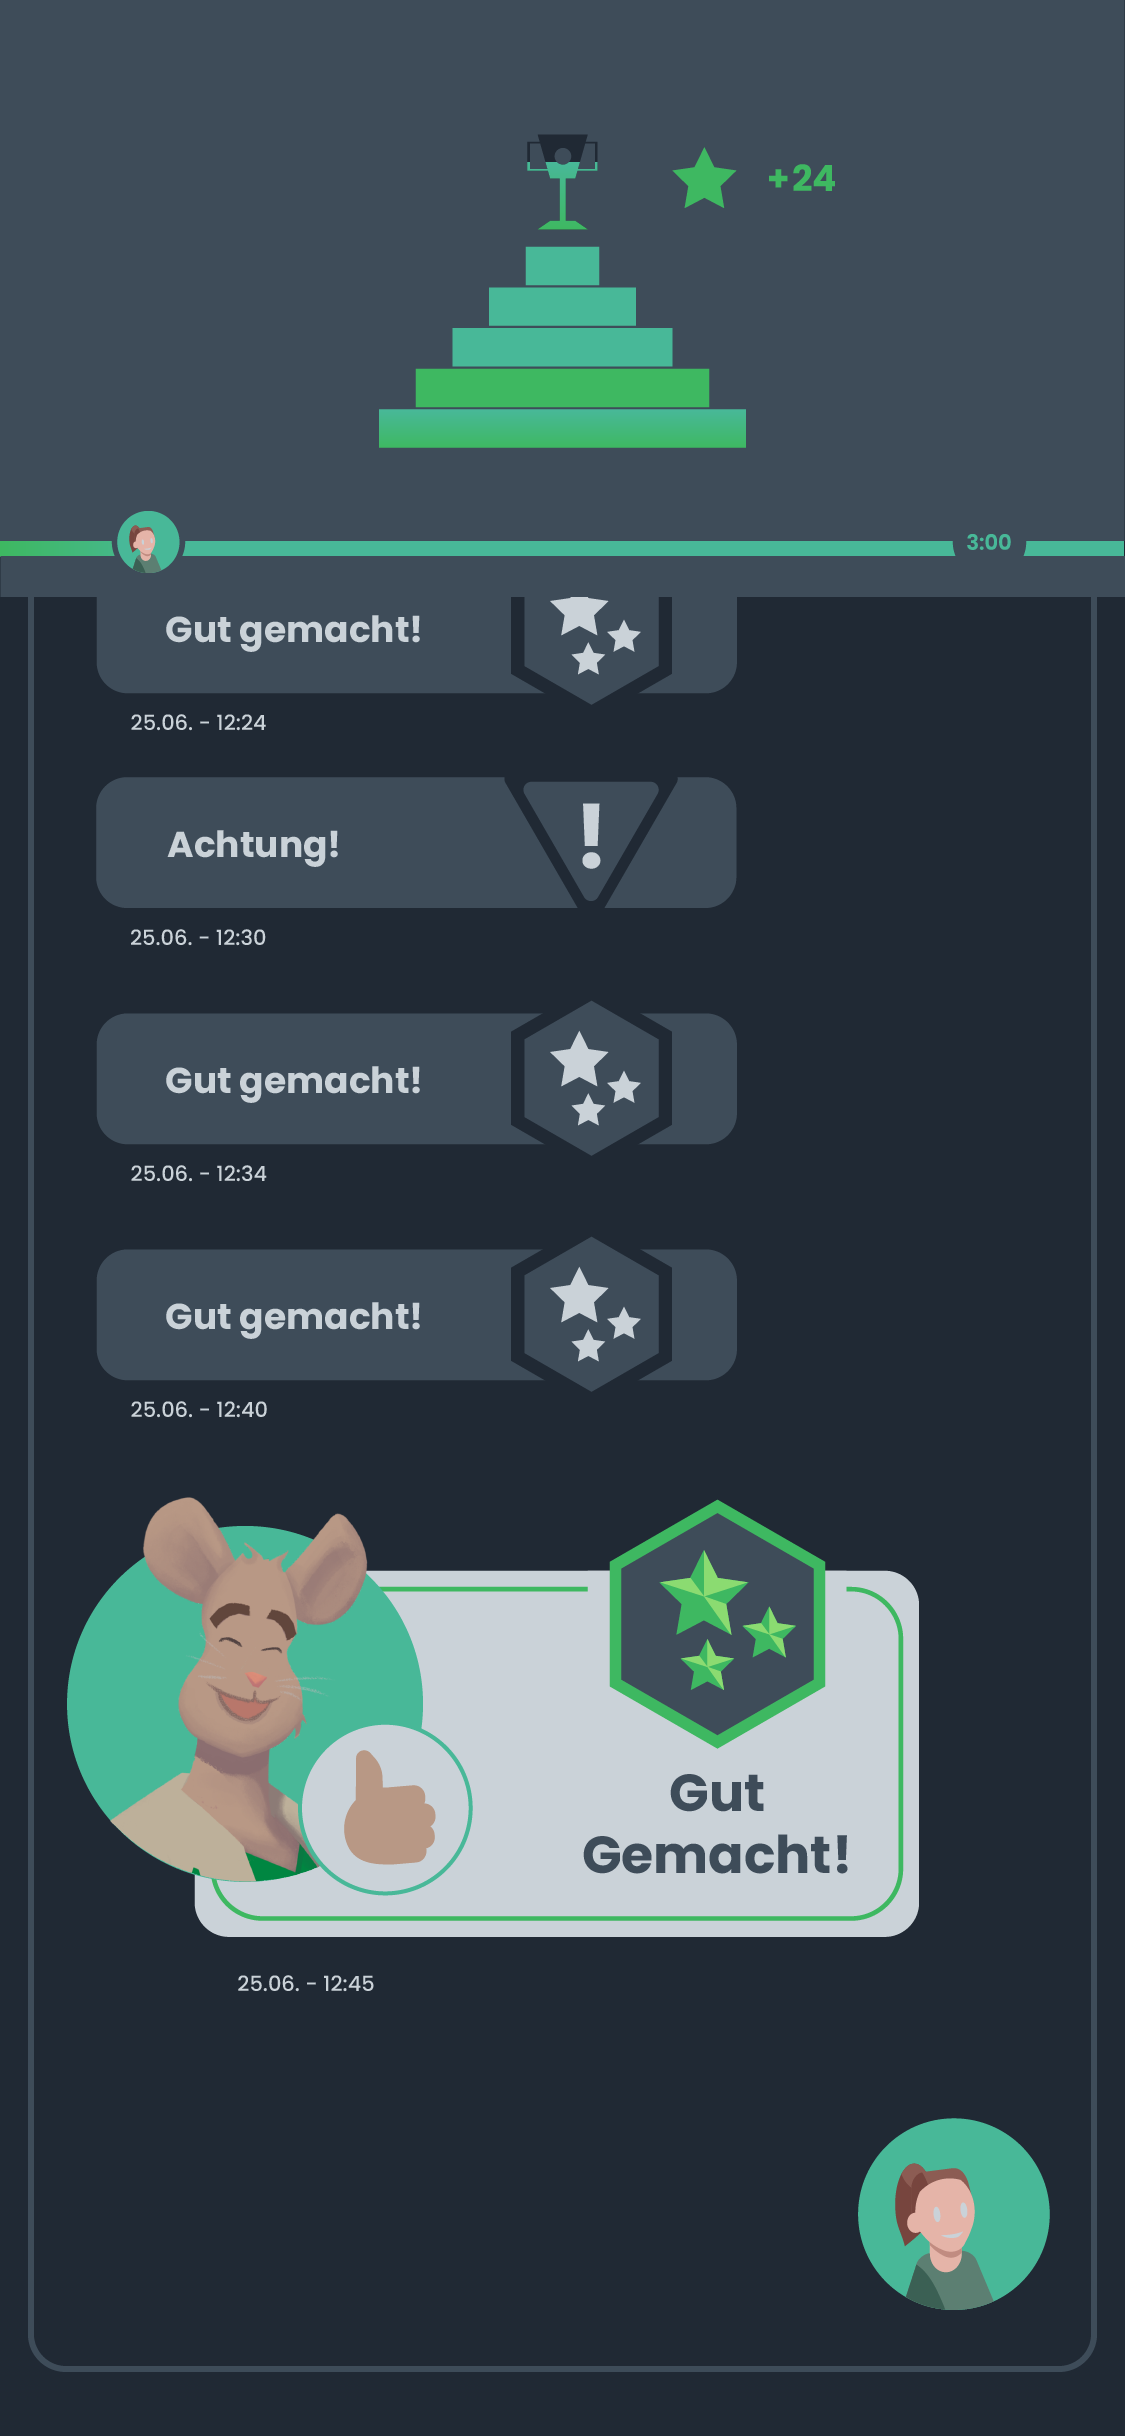 +24
3:00
Gut gemacht!
25.06. - 12:24
Achtung!
!
25.06. - 12:30
Gut gemacht!
25.06. - 12:34
Gut gemacht!
25.06. - 12:40
Gut
Gemacht!
25.06. - 12:45